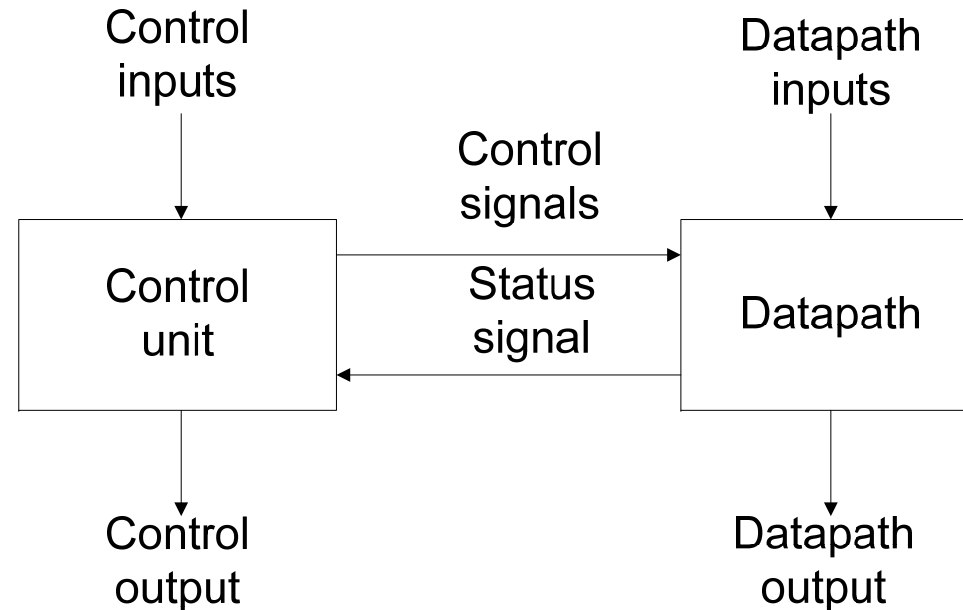 Control
inputs
Datapath
inputs
Control
signals
Control
unit
Status
signal
Datapath
Control
output
Datapath
output